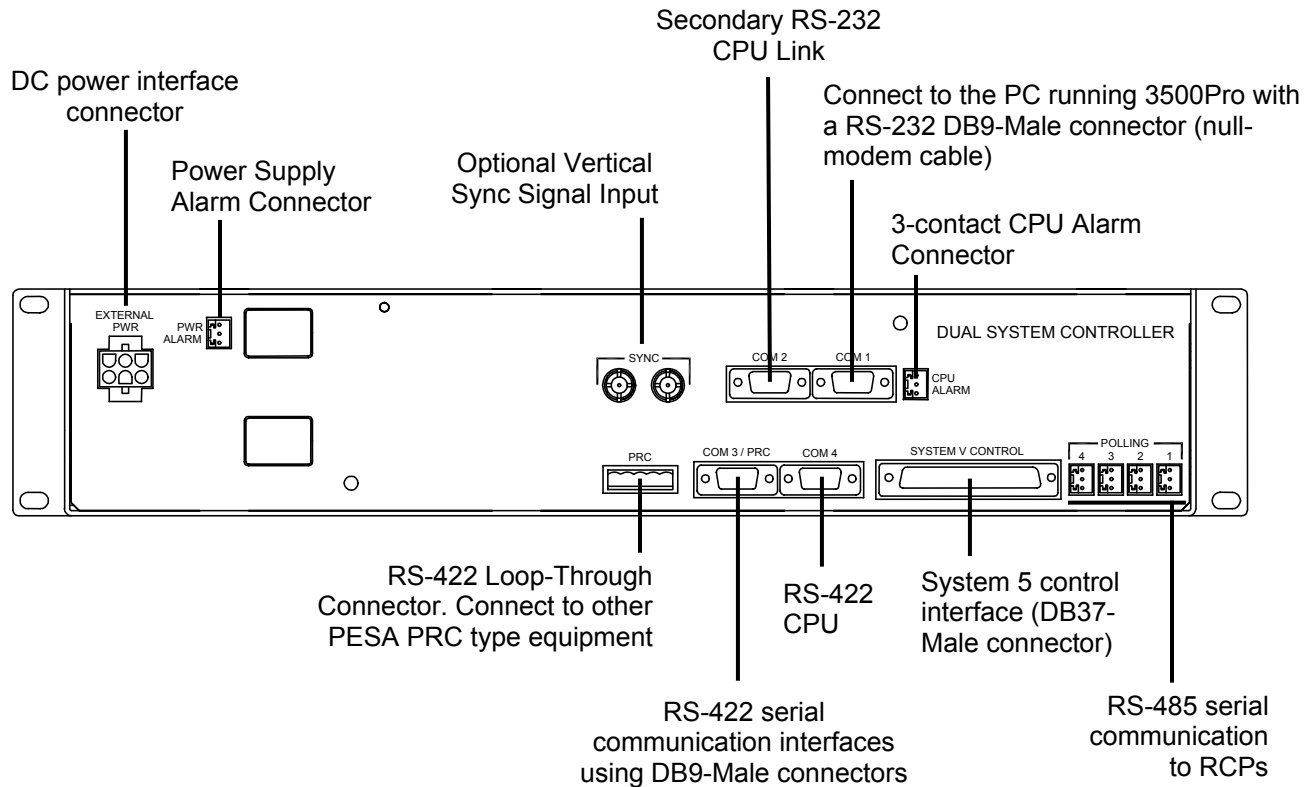 Secondary RS-232
CPU Link
DC power interface
connector
Connect to the PC running 3500Pro with
a RS-232 DB9-Male connector (null-
modem cable)
Power Supply
Alarm Connector
Optional Vertical
Sync Signal Input
3-contact CPU Alarm
Connector
EXTERNAL
PWR
PWR
ALARM
SYNC
COM 2
COM 1
CPU
ALARM
DUAL SYSTEM CONTROLLER
PRC
COM 3 / PRC
COM 4
SYSTEM V CONTROL
POLLING
4 3 2 1
RS-422 Loop-Through
Connector. Connect to other
PESA PRC type equipment
RS-422
CPU
System 5 control
interface (DB37-
Male connector)
RS-422 serial
communication interfaces
using DB9-Male connectors
RS-485 serial
communication
to RCPs